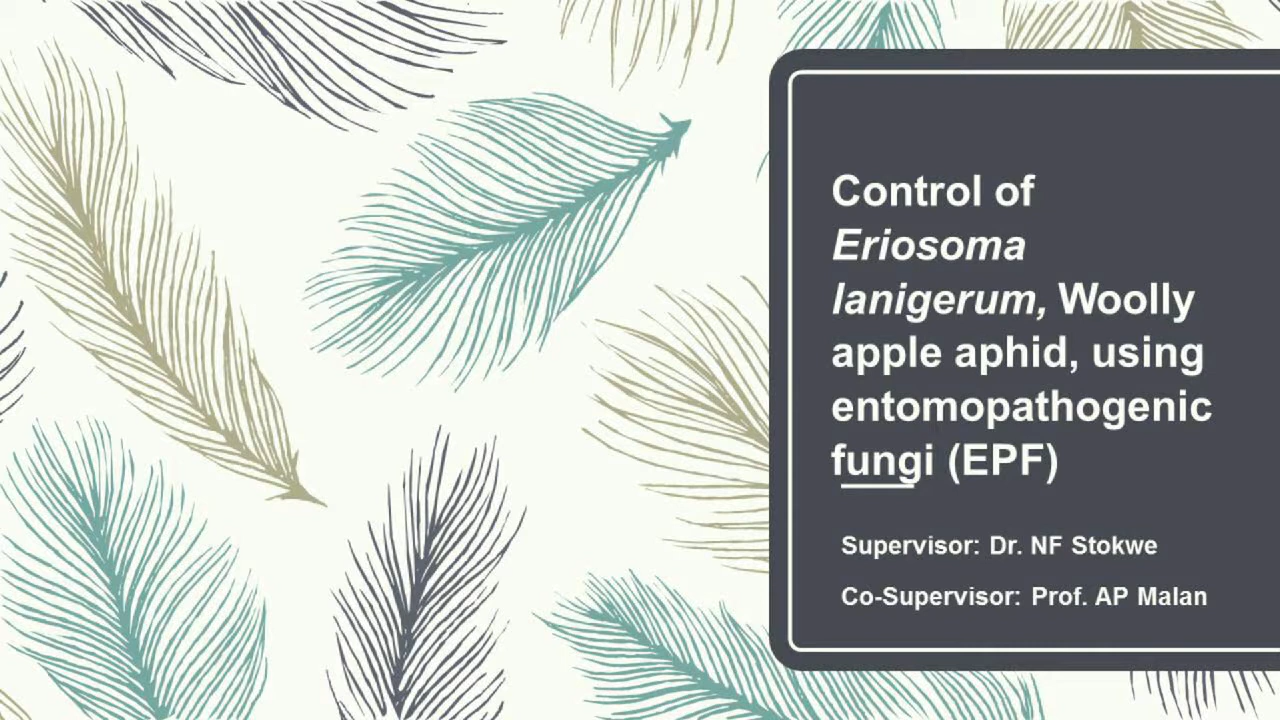 Control of
Eriosoma
lanigerum, Woolly
apple aphid, using
entomopathogenic
fungi (EPF)
Supervisor: Dr. NF Stokwe
Co-Supervisor: Prof. AP Malan